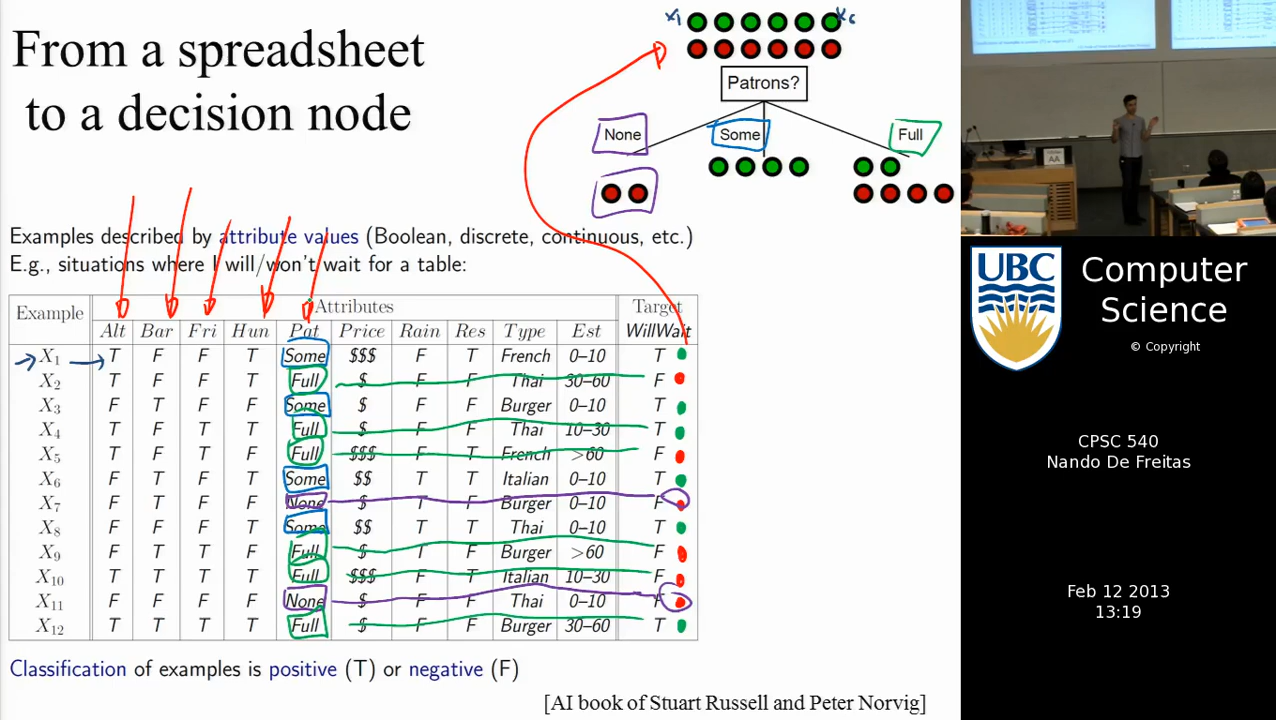 From a spreadsheet
to a decision node
X1 X6
Patrons?
None Some Full
Examples described by attribute values (Boolean, discrete, continuous, etc.)
E.g., situations where I will/won't wait for a table:
Example Attributes Target
Alt Bar Fri Hun Pat Price Rain Res Type Est WillWait
X1 T F F T Some $$$ F T French 0–10 T
X2 T F F T Full $ F F Thai 30–60 F
X3 F T F F Some $ F F Burger 0–10 T
X4 T F T T Full $ F F Thai 10–30 T
X5 T F T F Full $$$ F T French >60 F
X6 F T F T Some $$ T T Italian 0–10 T
X7 F T F F None $ T F Burger 0–10 F
X8 F F F T Some $$ T T Thai 0–10 T
X9 F T T F Full $ T F Burger >60 F
X10 T T T T Full $$$ F T Italian 10–30 F
X11 F F F F None $ F F Thai 0–10 F
X12 T T T T Full $ F F Burger 30–60 T
Classification of examples is positive (T) or negative (F)
[AI book of Stuart Russell and Peter Norvig]
AA
UBC
Computer
Science
© Copyright
CPSC 540
Nando De Freitas
Feb 12 2013
13:19